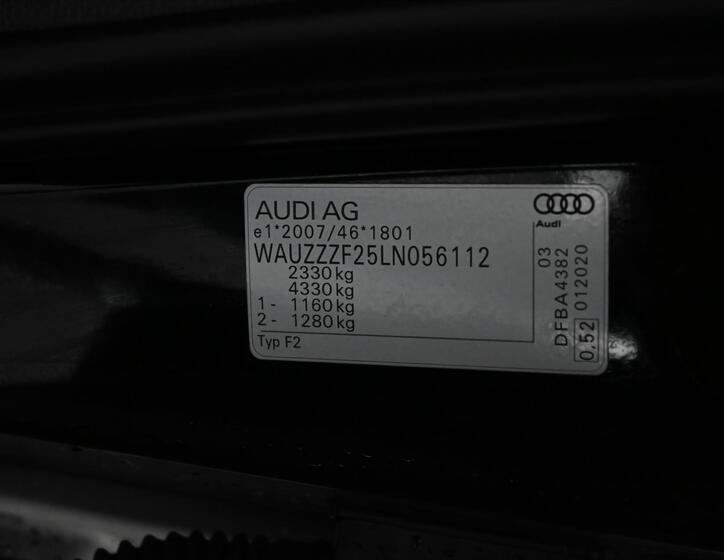 AUDI AG
e1*2007/46*1801
WAUZZZF25LN056112
2330 kg
4330 kg
1 - 1160 kg
2 - 1280 kg
Typ F2
Audi
DFBA4382 03
0,52 012020